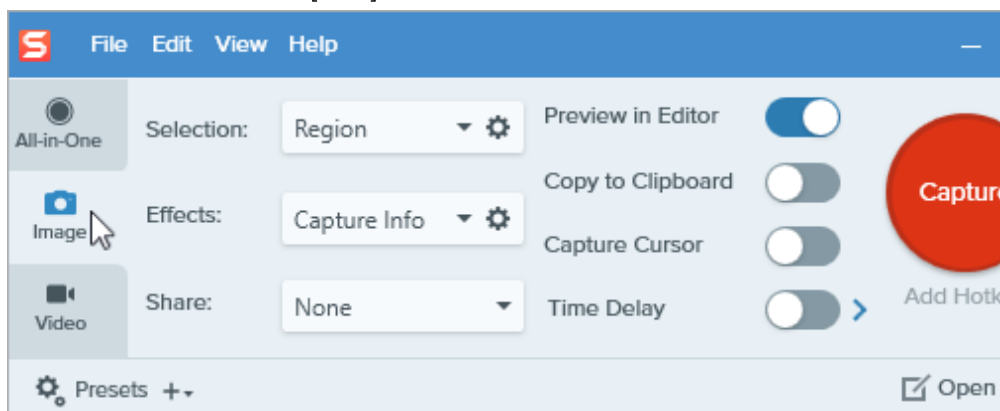 File Edit View Help
All-in-One
Selection: Region
Preview in Editor
Copy to Clipboard
Image
Effects: Capture Info
Capture Cursor
Video
Share: None
Time Delay
Capture
Presets
Open